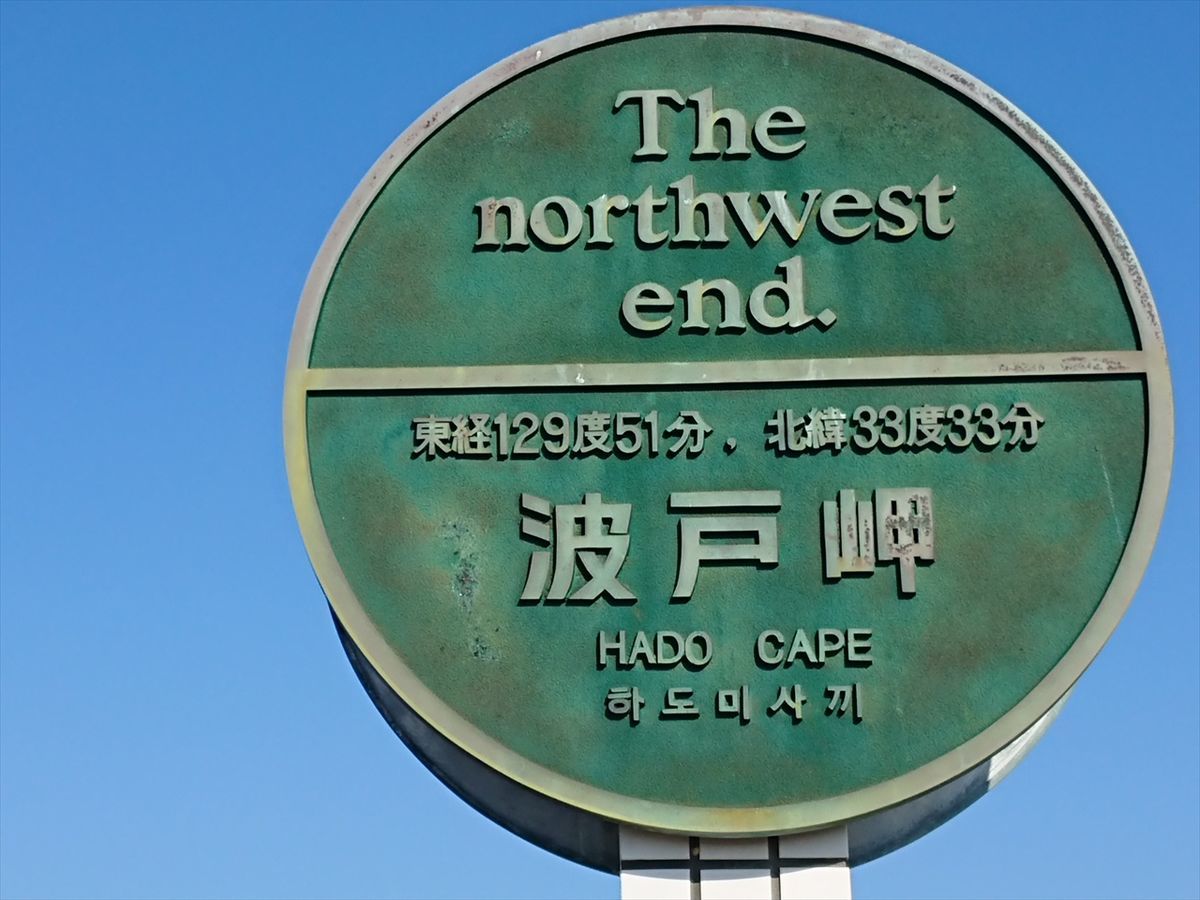 The
northwest
end.
東経129度51分, 北緯33度33分
波戸岬
HADO CAPE
하도미사끼